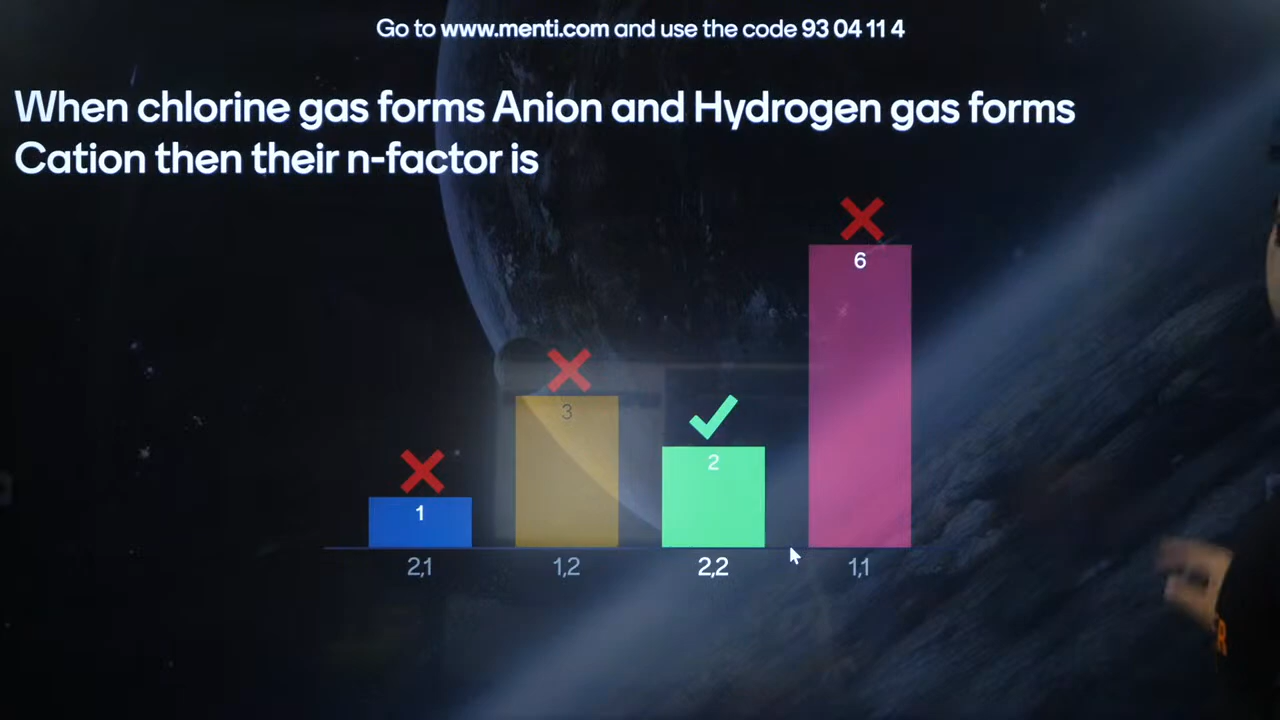 Go to www.menti.com and use the code 93 04 11 4
When chlorine gas forms Anion and Hydrogen gas forms
Cation then their n-factor is
6
3
2
1
2,1
1,2
2,2
1,1
R